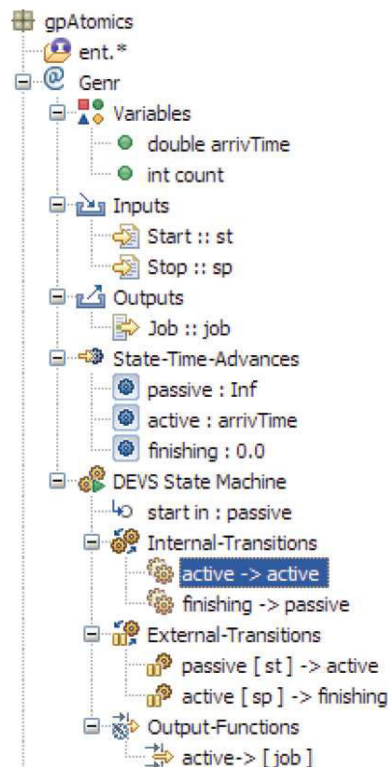 gpAtomics
ent.*
Genr
Variables
double arrivTime
int count
Inputs
Start :: st
Stop :: sp
Outputs
Job :: job
State-Time-Advances
passive : Inf
active : arrivTime
finishing : 0.0
DEVS State Machine
start in : passive
Internal-Transitions
active -> active
finishing -> passive
External-Transitions
passive [ st ] -> active
active [ sp ] -> finishing
Output-Functions
active-> [ job ]